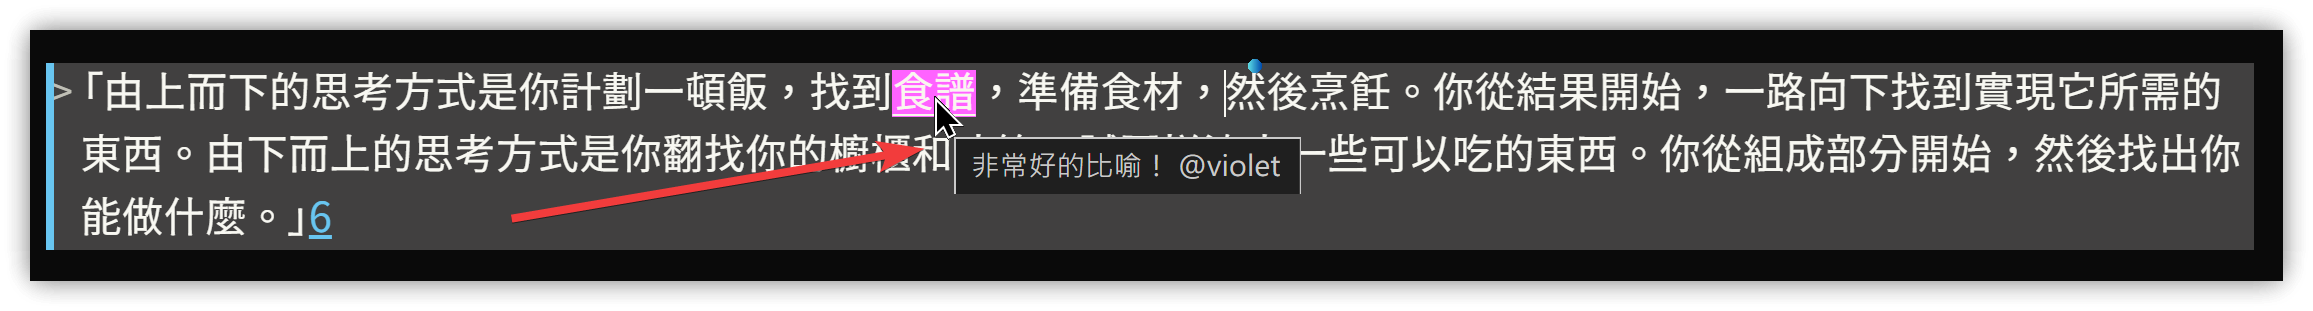 > 「由上而下的思考方式是你計劃一頓飯，找到食譜，準備食材，然後烹飪。你從結果開始，一路向下找到實現它所需的
東西。由下而上的思考方式是你翻找你的櫥櫃和 一些可以吃的東西。你從組成部分開始，然後找出你
非常好的比喻！ @violet
能做什麼。」6